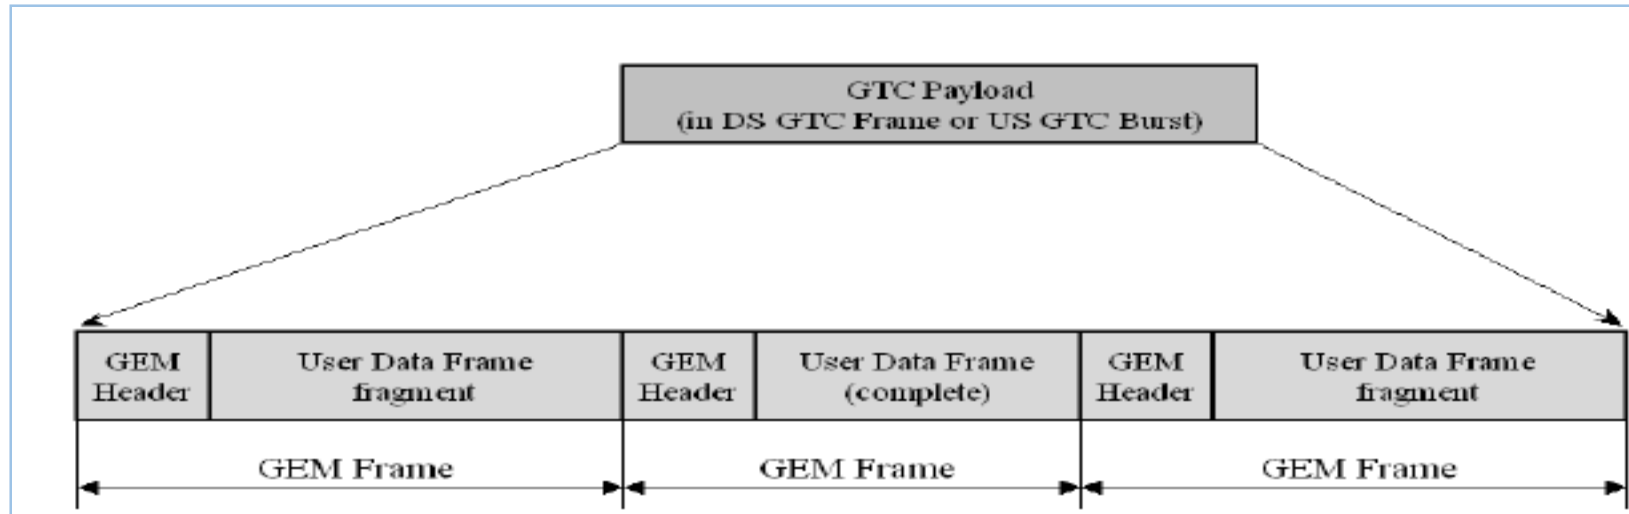 GTC Payload
(in DS GTC Frame or US GTC Burst)
GEM Header
User Data Frame fragment
GEM Header
User Data Frame (complete)
GEM Header
User Data Frame fragment
GEM Frame
GEM Frame
GEM Frame